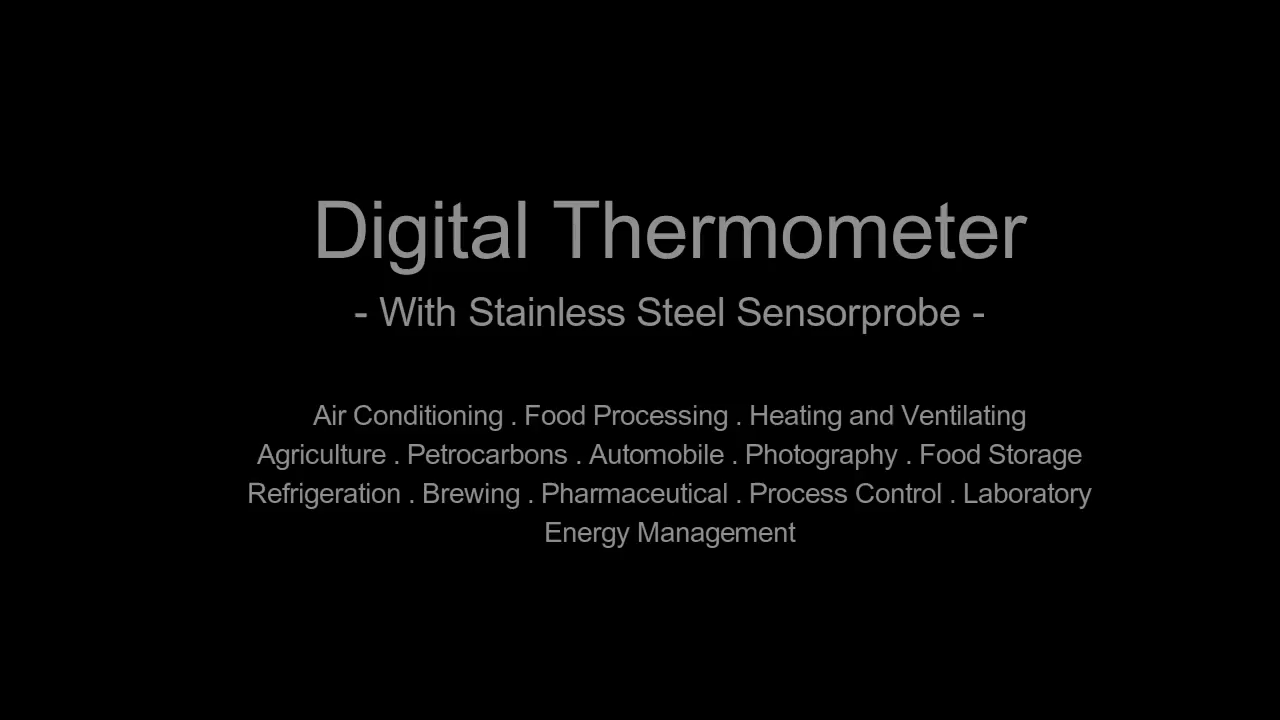 Digital Thermometer
- With Stainless Steel Sensorprobe -
Air Conditioning . Food Processing . Heating and Ventilating
Agriculture . Petrocarbons . Automobile . Photography . Food Storage
Refrigeration . Brewing . Pharmaceutical . Process Control . Laboratory
Energy Management